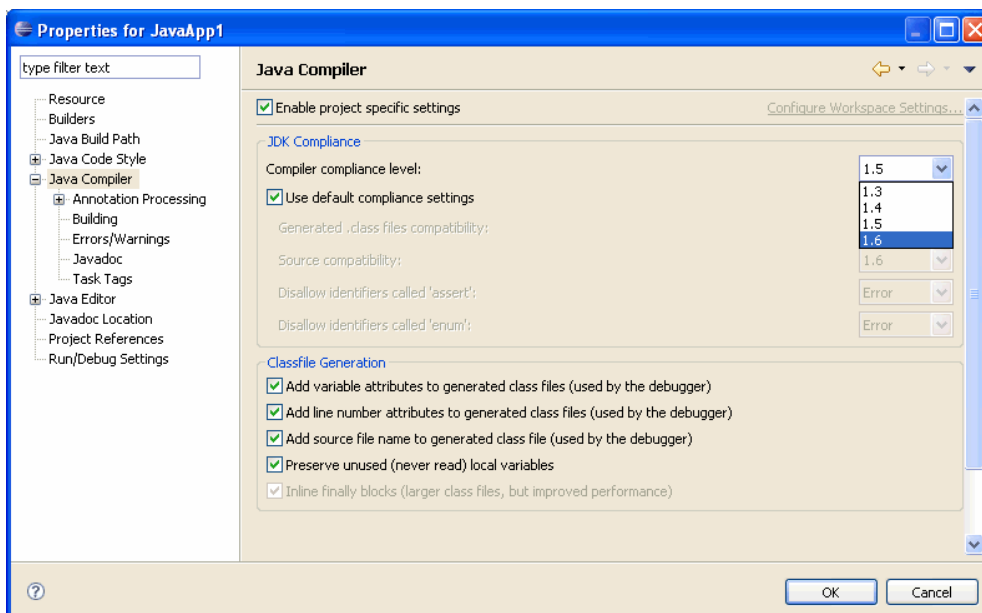 Properties for JavaApp1
type filter text
Resource
Builders
Java Build Path
Java Code Style
Java Compiler
Annotation Processing
Building
Errors/Warnings
Javadoc
Task Tags
Java Editor
Javadoc Location
Project References
Run/Debug Settings
Java Compiler
Enable project specific settings
Configure Workspace Settings...
JDK Compliance
Compiler compliance level: 1.5
1.3
1.4
1.5
1.6
Use default compliance settings
Generated .class files compatibility:
Source compatibility: 1.6
Disallow identifiers called 'assert': Error
Disallow identifiers called 'enum': Error
Classfile Generation
Add variable attributes to generated class files (used by the debugger)
Add line number attributes to generated class files (used by the debugger)
Add source file name to generated class file (used by the debugger)
Preserve unused (never read) local variables
Inline finally blocks (larger class files, but improved performance)
?
OK
Cancel